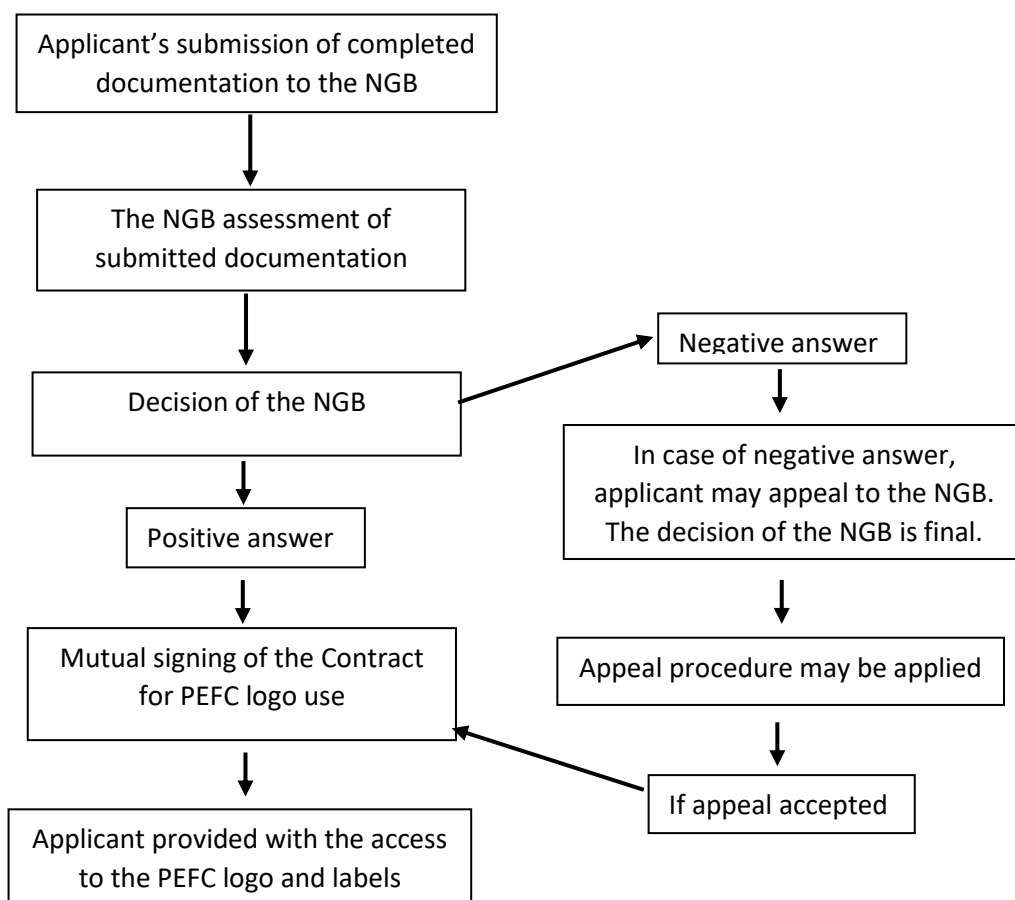 Applicant’s submission of completed
documentation to the NGB
The NGB assessment of
submitted documentation
Decision of the NGB
Negative answer
In case of negative answer,
applicant may appeal to the NGB.
The decision of the NGB is final.
Positive answer
Mutual signing of the Contract
for PEFC logo use
Appeal procedure may be applied
If appeal accepted
Applicant provided with the access
to the PEFC logo and labels